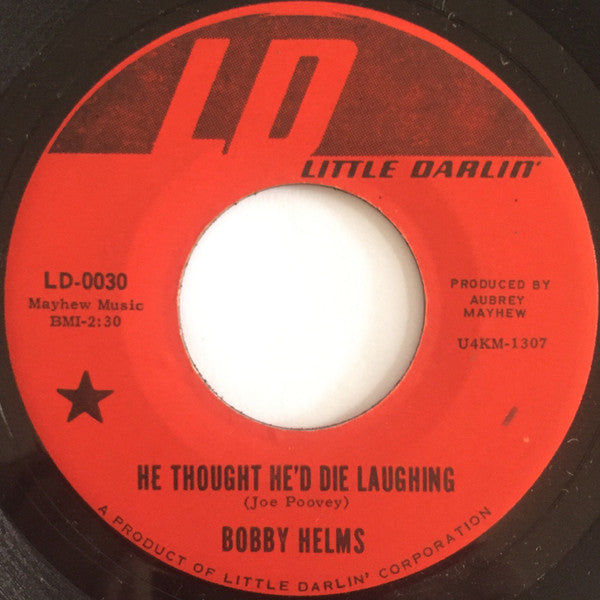 LD
LITTLE DARLIN'
LD-0030
Mayhew Music
BMI-2:30
PRODUCED BY
AUBREY
MAYHEW
U4KM-1307
HE THOUGHT HE'D DIE LAUGHING
(Joe Poovey)
BOBBY HELMS
A PRODUCT OF LITTLE DARLIN' CORPORATION